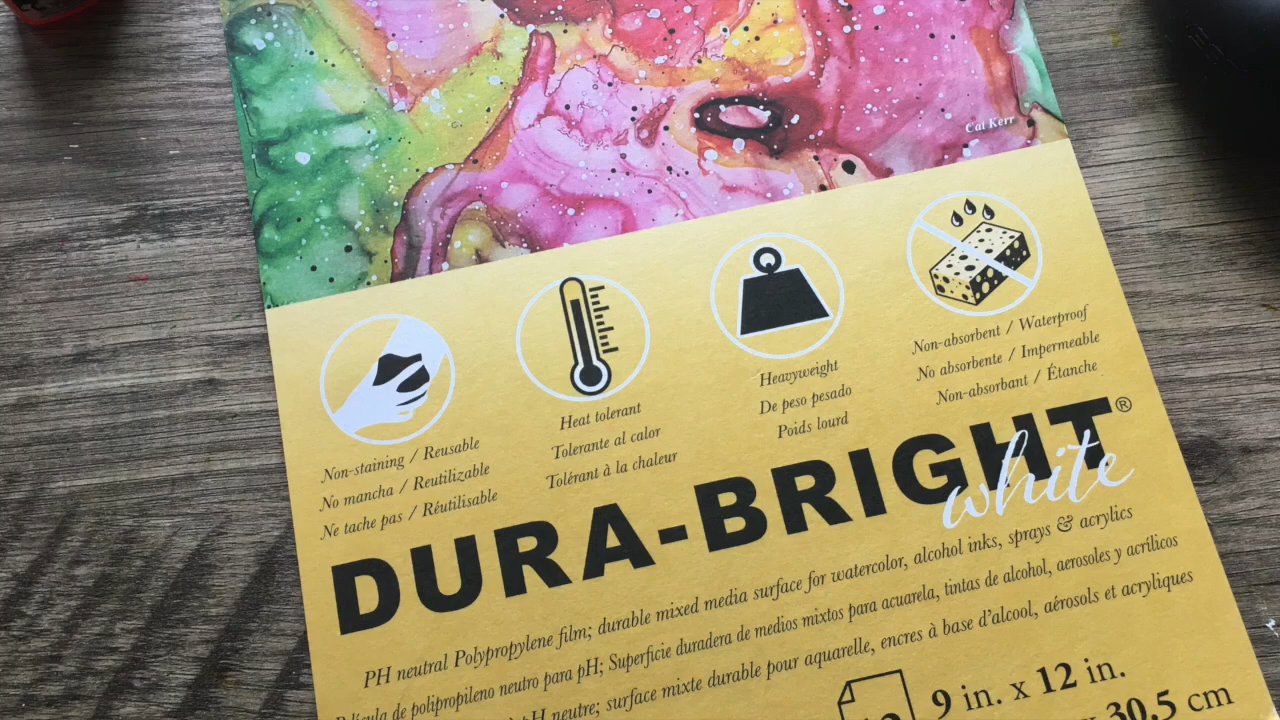 Cat Kerr
Non-staining / Reusable
No mancha / Reutilizable
Ne tache pas / Réutilisable
Heat tolerant
Tolerante al calor
Tolérant à la chaleur
Heavyweight
De peso pesado
Poids lourd
Non-absorbent / Waterproof
No absorbente / Impermeable
Non-absorbant / Étanche
DURA-BRIGHT®
white
PH neutral Polypropylene film; durable mixed media surface for watercolor, alcohol inks, sprays & acrylics
de polipropileno neutro para pH; Superficie duradera de medios mixtos para acuarela, tintas de alcohol, aerosoles y acrílicos
pH neutre; surface mixte durable pour aquarelle, encres à base d'alcool, aérosols et acryliques
9 in. x 12 in.
x 30.5 cm